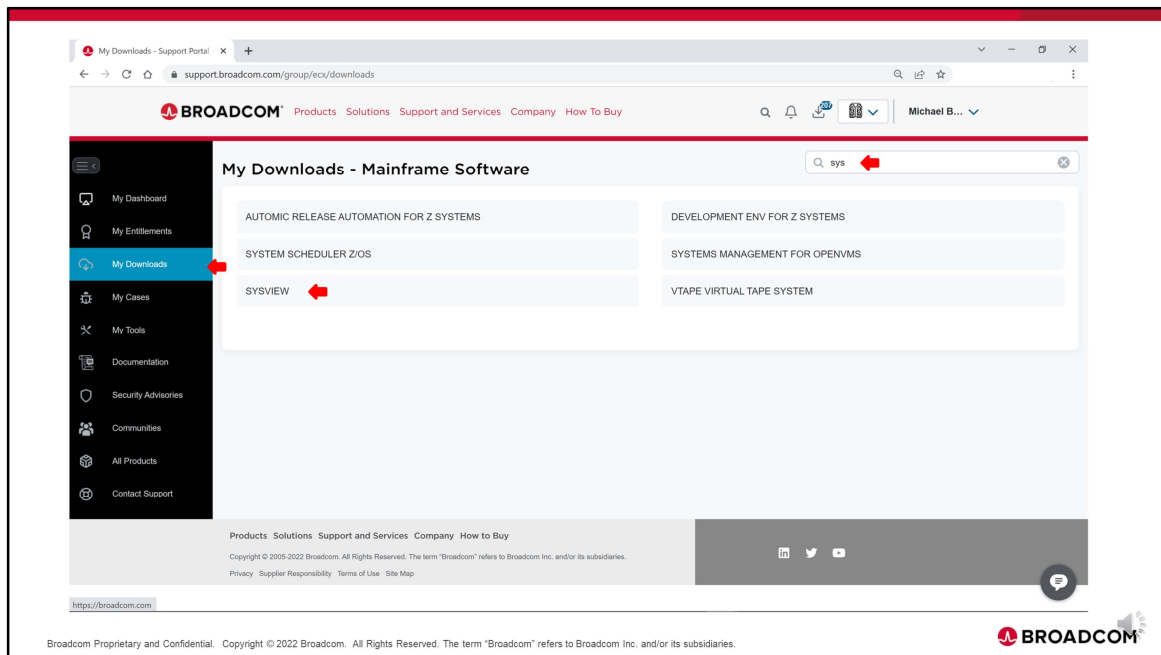 My Downloads - Support Portal
support.broadcom.com/group/ecx/downloads
BROADCOM Products Solutions Support and Services Company How To Buy
207
Michael B...
My Downloads - Mainframe Software
sys
My Dashboard
My Entitlements
My Downloads
My Cases
My Tools
Documentation
Security Advisories
Communities
All Products
Contact Support
AUTOMIC RELEASE AUTOMATION FOR Z SYSTEMS
DEVELOPMENT ENV FOR Z SYSTEMS
SYSTEM SCHEDULER Z/OS
SYSTEMS MANAGEMENT FOR OPENVMS
SYSVIEW
VTAPE VIRTUAL TAPE SYSTEM
Products Solutions Support and Services Company How to Buy
Copyright © 2005-2022 Broadcom. All Rights Reserved. The term "Broadcom" refers to Broadcom Inc. and/or its subsidiaries.
Privacy Supplier Responsibility Terms of Use Site Map
https://broadcom.com
Broadcom Proprietary and Confidential. Copyright © 2022 Broadcom. All Rights Reserved. The term "Broadcom" refers to Broadcom Inc. and/or its subsidiaries.
BROADCOM